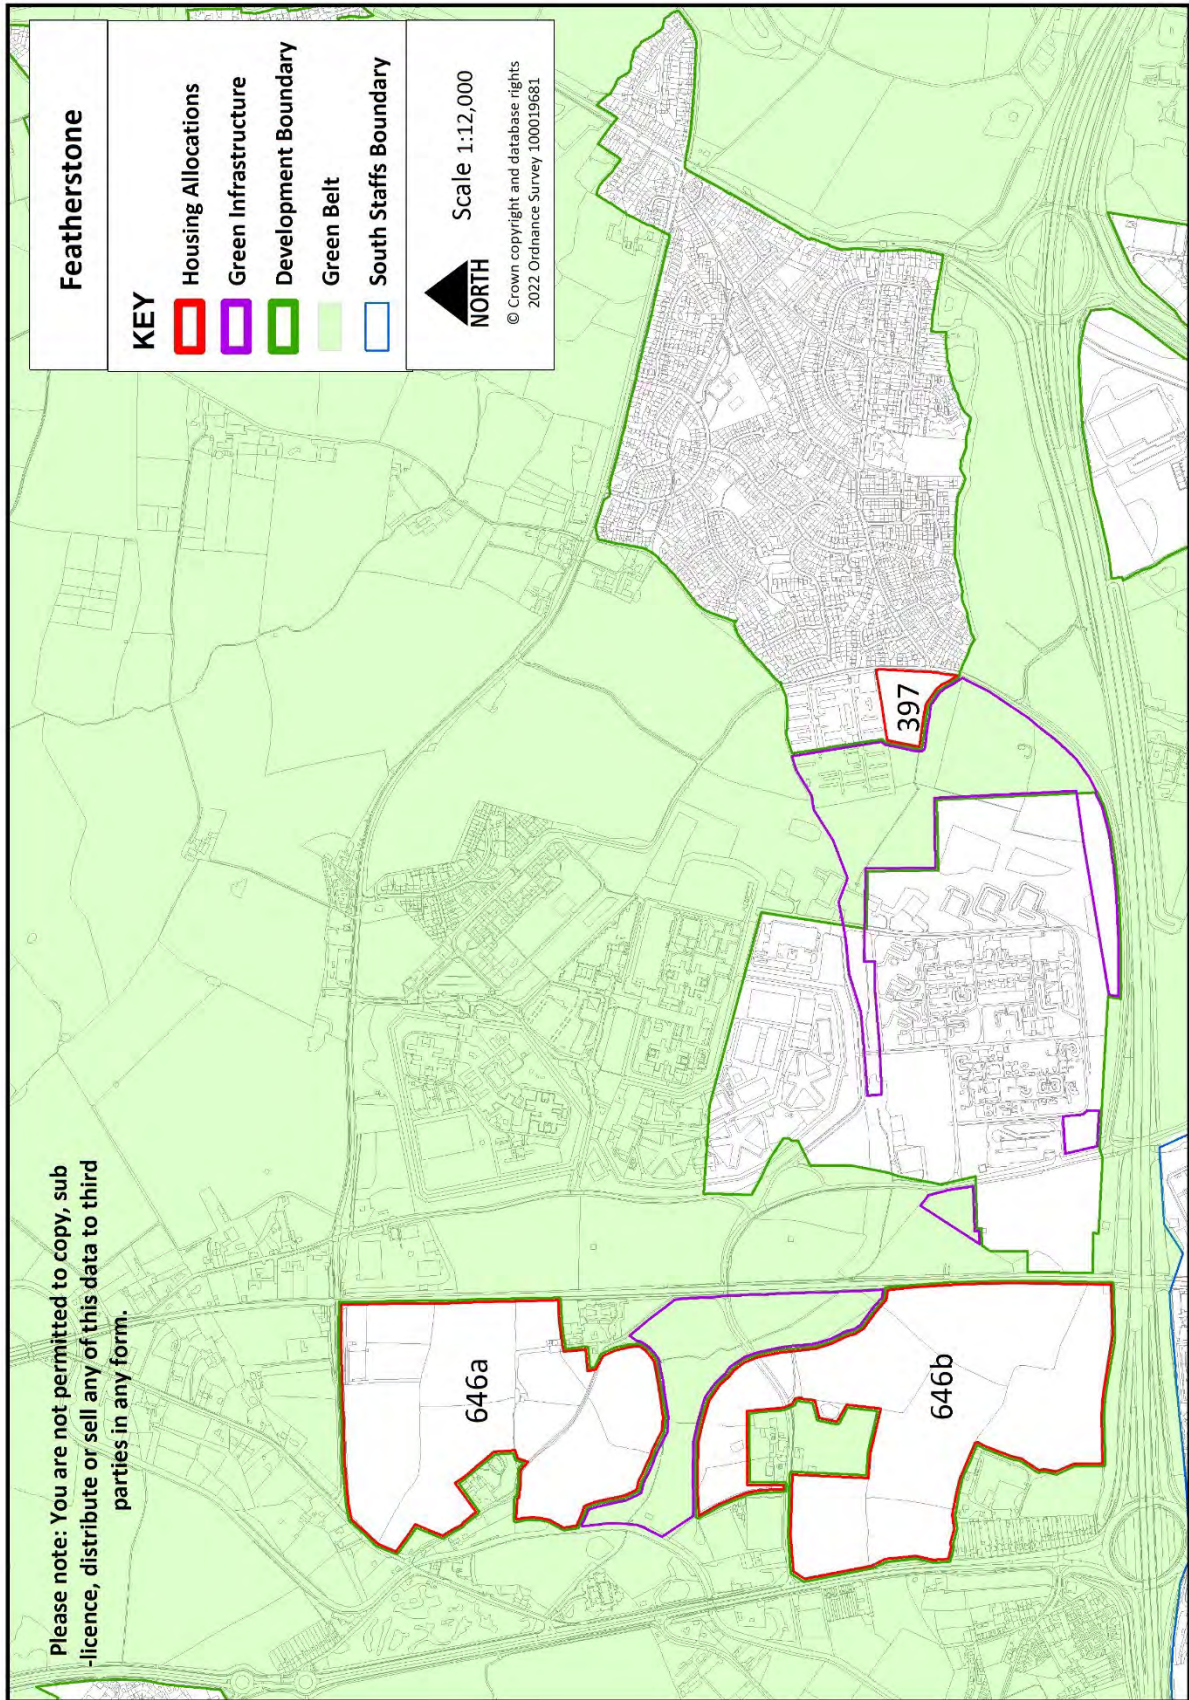 Please note: You are not permitted to copy, sub
-licence, distribute or sell any of this data to third
parties in any form.
Featherstone
KEY
Housing Allocations
Green Infrastructure
Development Boundary
Green Belt
South Staffs Boundary
NORTH
Scale 1:12,000
© Crown copyright and database rights
2022 Ordnance Survey 100019681
646a
646b
397